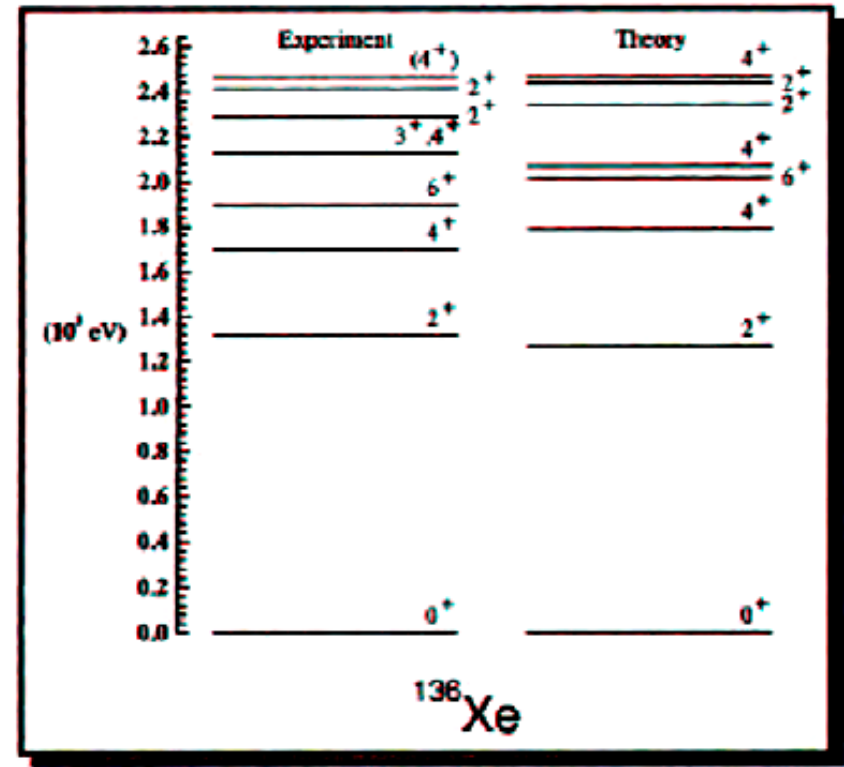 Experiment Theory
2.6
(4⁺) 4⁺
2.4 2⁺ 2⁺
2⁺ 2⁺
2.2 3⁺,4⁺ 4⁺
2.0 6⁺ 6⁺
1.8 4⁺ 4⁺
1.6
(10³ eV) 1.4 2⁺ 2⁺
1.2
1.0
0.8
0.6
0.4
0.2
0.0 0⁺ 0⁺
¹³⁶Xe